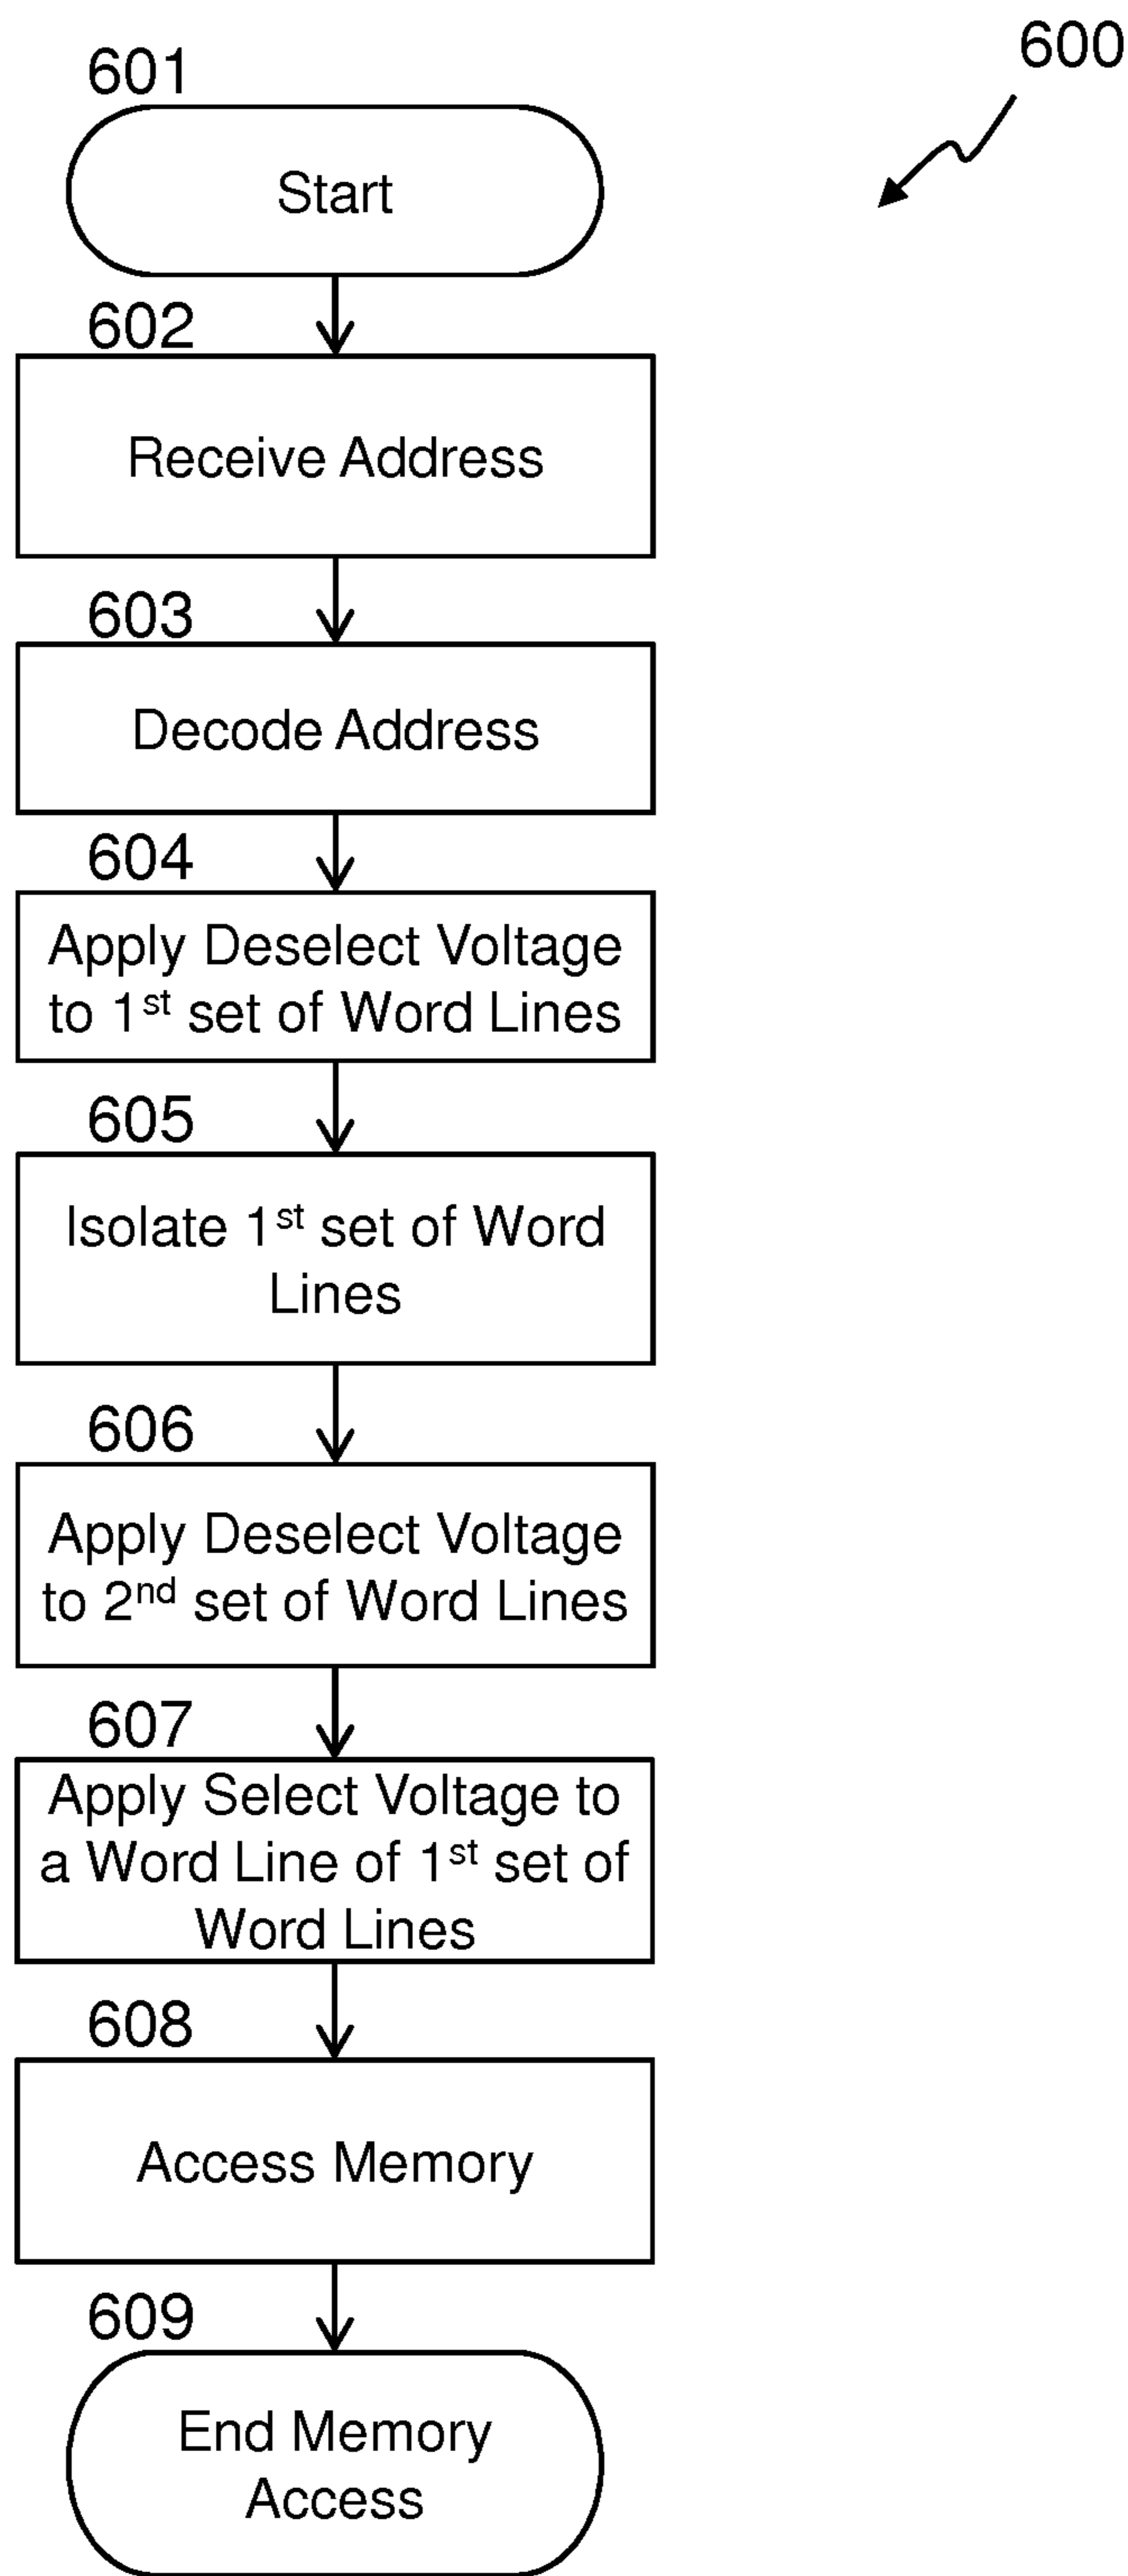 600
601
Start
602
Receive Address
603
Decode Address
604
Apply Deselect Voltage
to 1st set of Word Lines
605
Isolate 1st set of Word
Lines
606
Apply Deselect Voltage
to 2nd set of Word Lines
607
Apply Select Voltage to
a Word Line of 1st set of
Word Lines
608
Access Memory
609
End Memory
Access